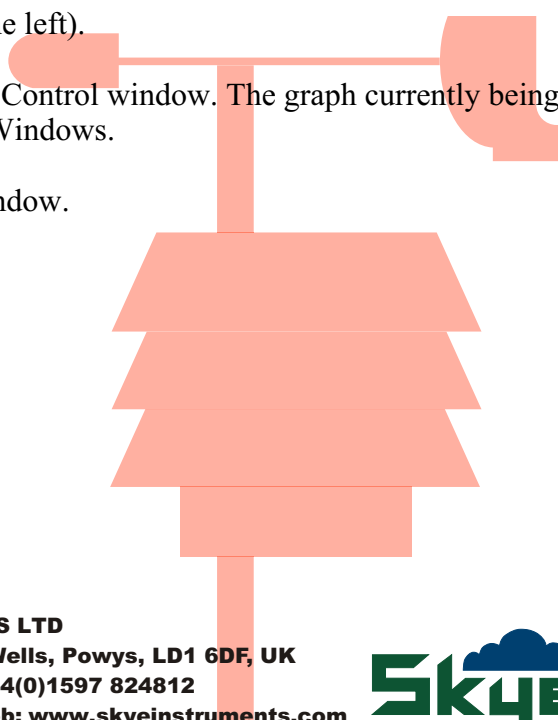 e left).
Control window. The graph currently being
Windows.
ndow.
S LTD
Wells, Powys, LD1 6DF, UK
4(0)1597 824812
b: www.skyeinstruments.com
Skye